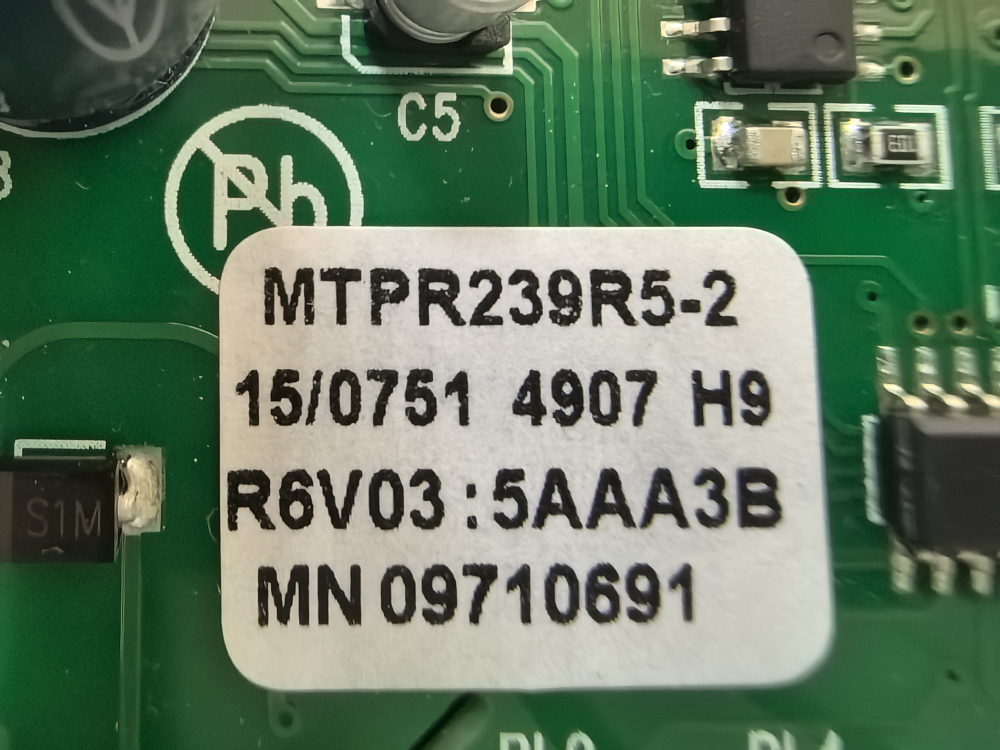 C5
Pb
MTPR239R5-2
15/0751 4907 H9
R6V03:5AAA3B
MN 09710691
S1M